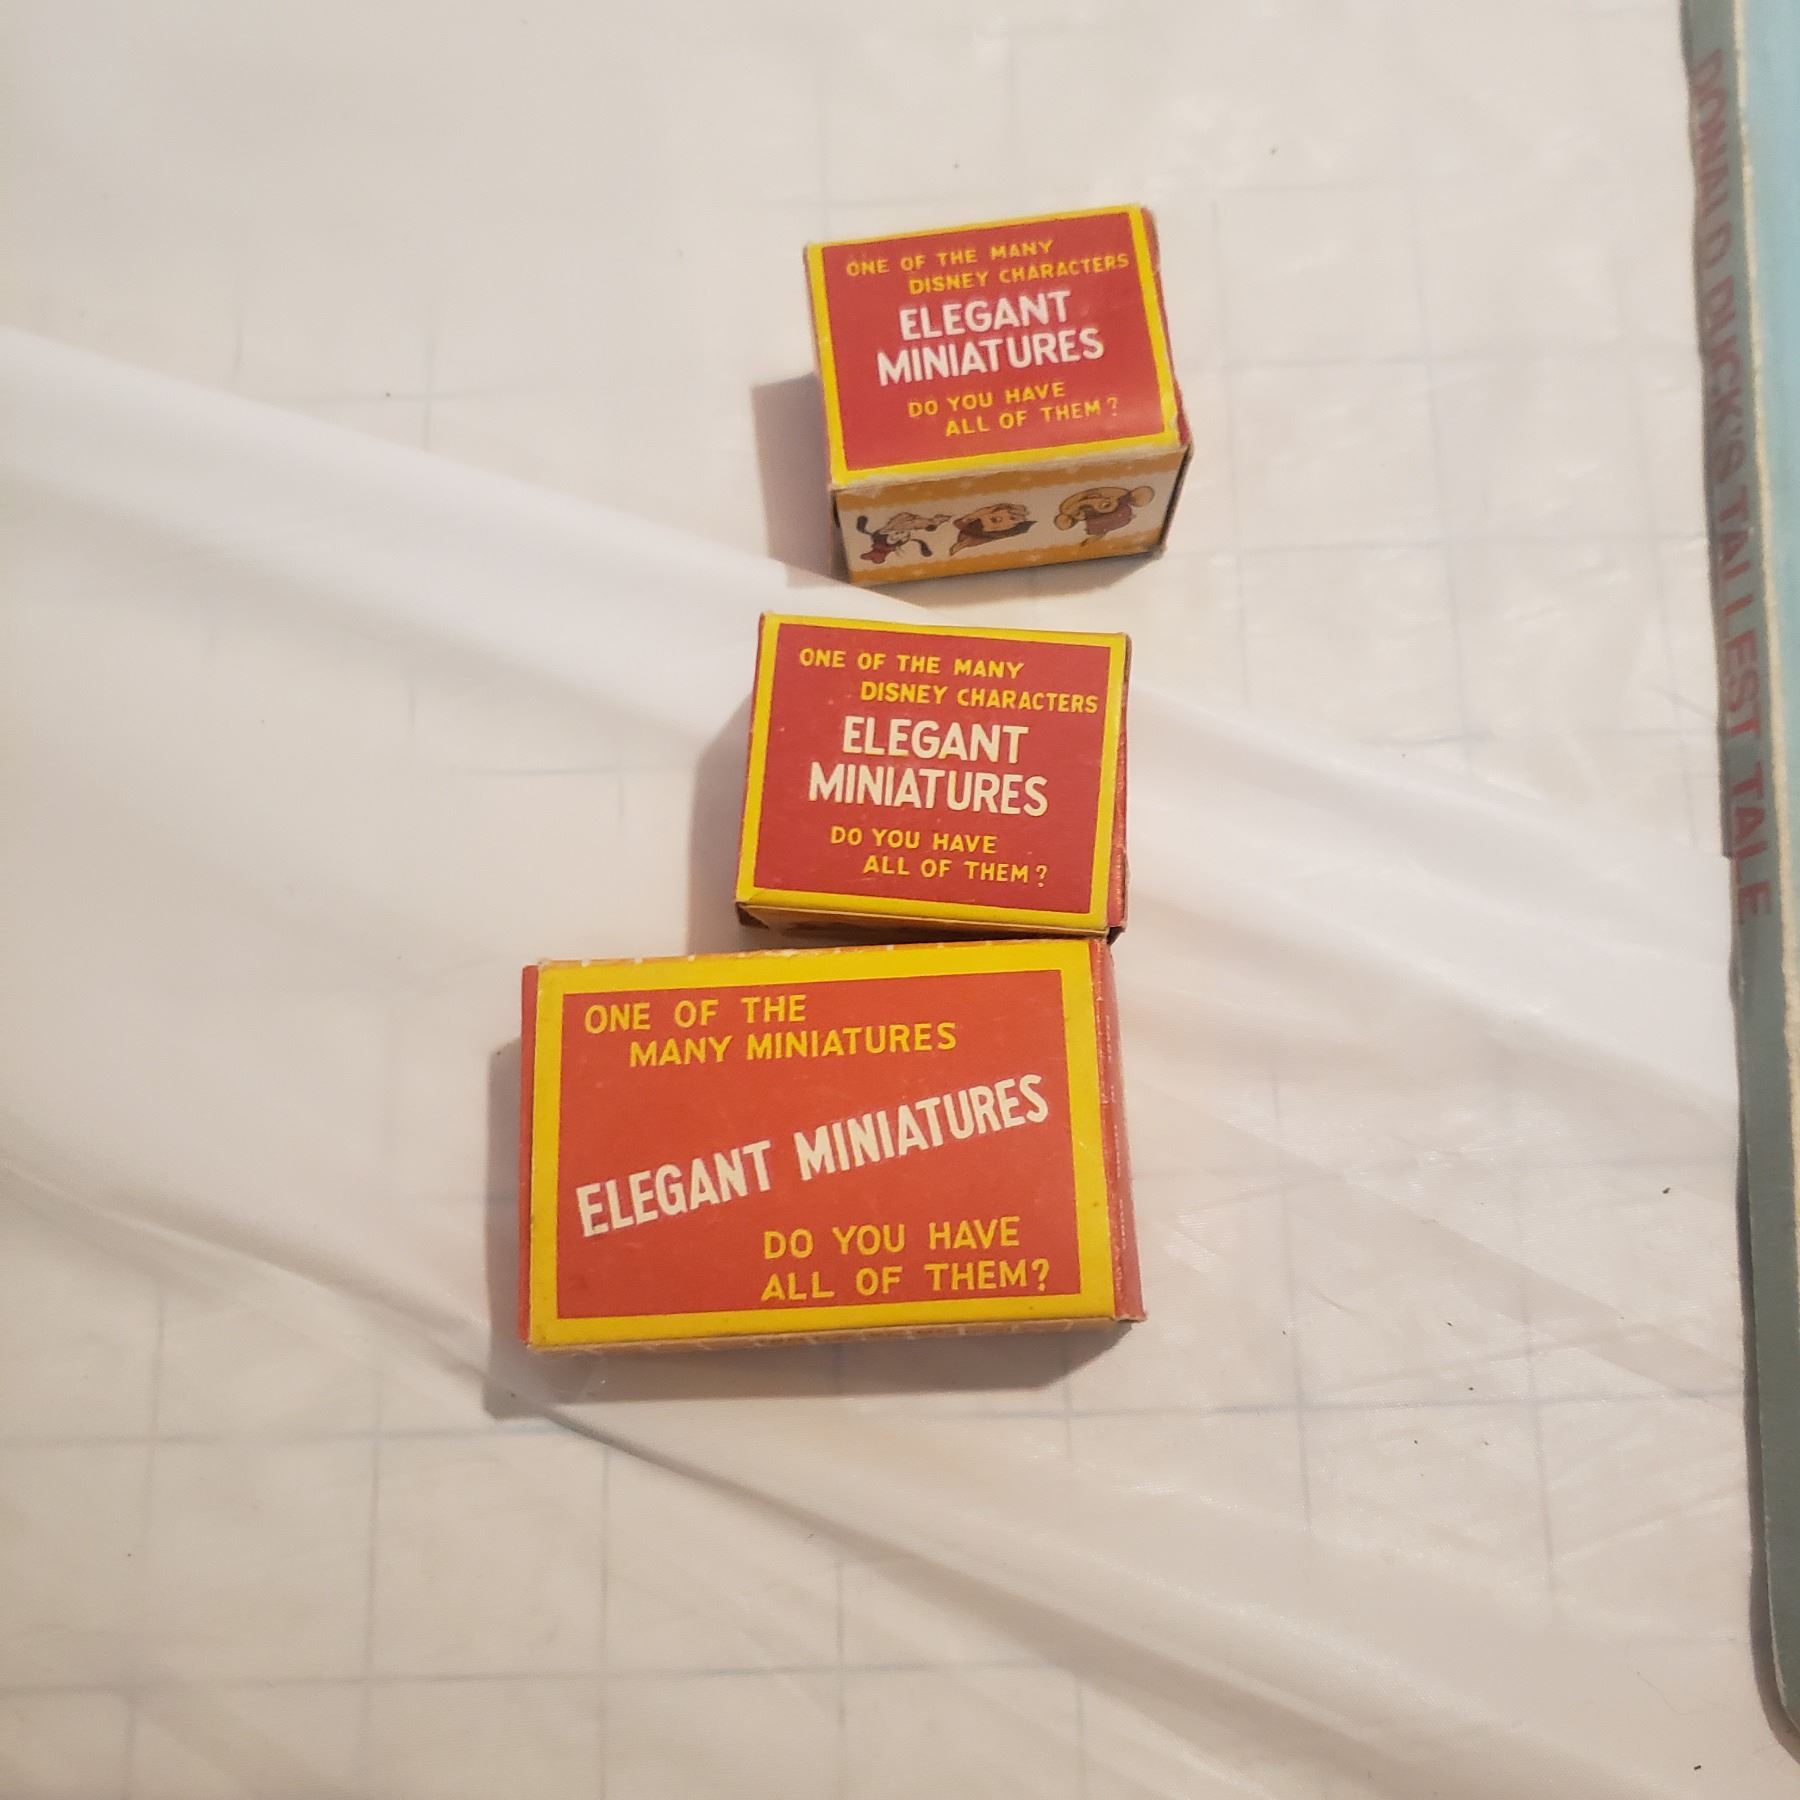 ONE OF THE MANY
DISNEY CHARACTERS
ELEGANT
MINIATURES
DO YOU HAVE
ALL OF THEM?
ONE OF THE MANY
DISNEY CHARACTERS
ELEGANT
MINIATURES
DO YOU HAVE
ALL OF THEM?
ONE OF THE
MANY MINIATURES
ELEGANT MINIATURES
DO YOU HAVE
ALL OF THEM?
DONALD DUCK'S TALLEST TALE